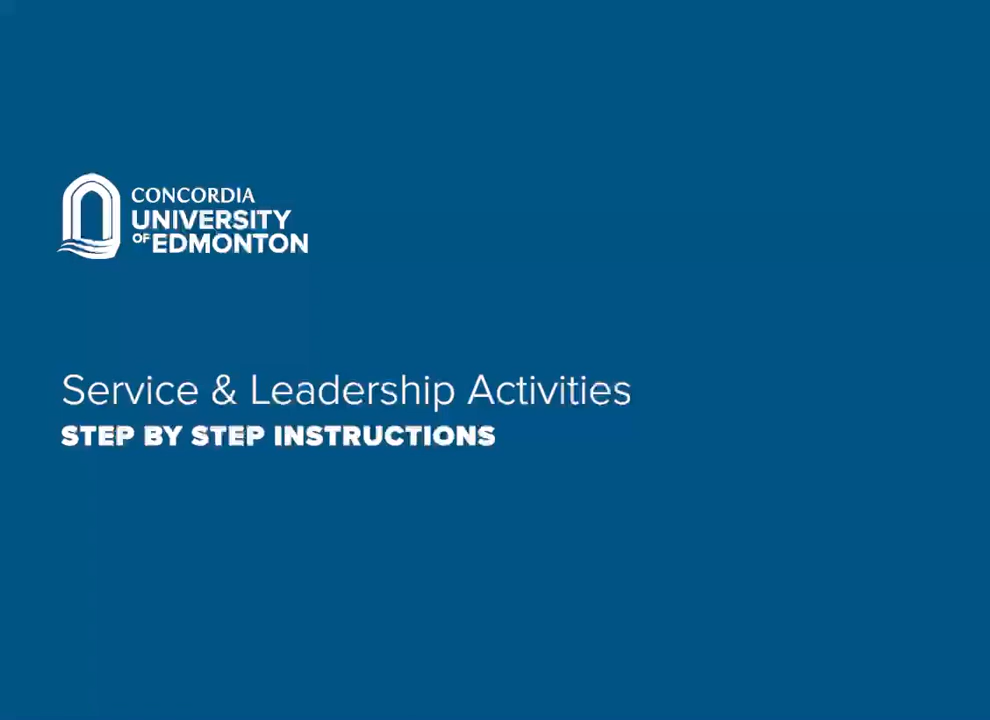 CONCORDIA
UNIVERSITY
OF EDMONTON
Service & Leadership Activities
STEP BY STEP INSTRUCTIONS